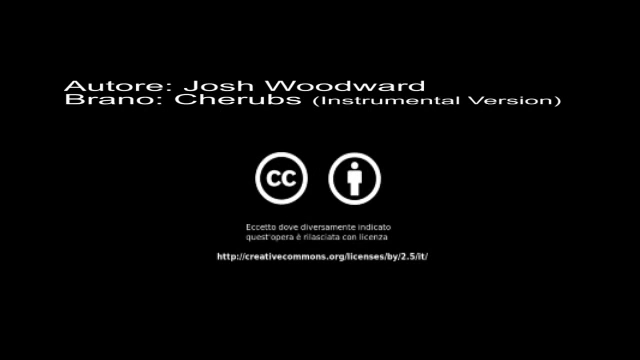 Autore: Josh Woodward
Brano: Cherubs (Instrumental Version)
cc
Eccetto dove diversamente indicato
quest'opera è rilasciata con licenza
http://creativecommons.org/licenses/by/2.5/it/